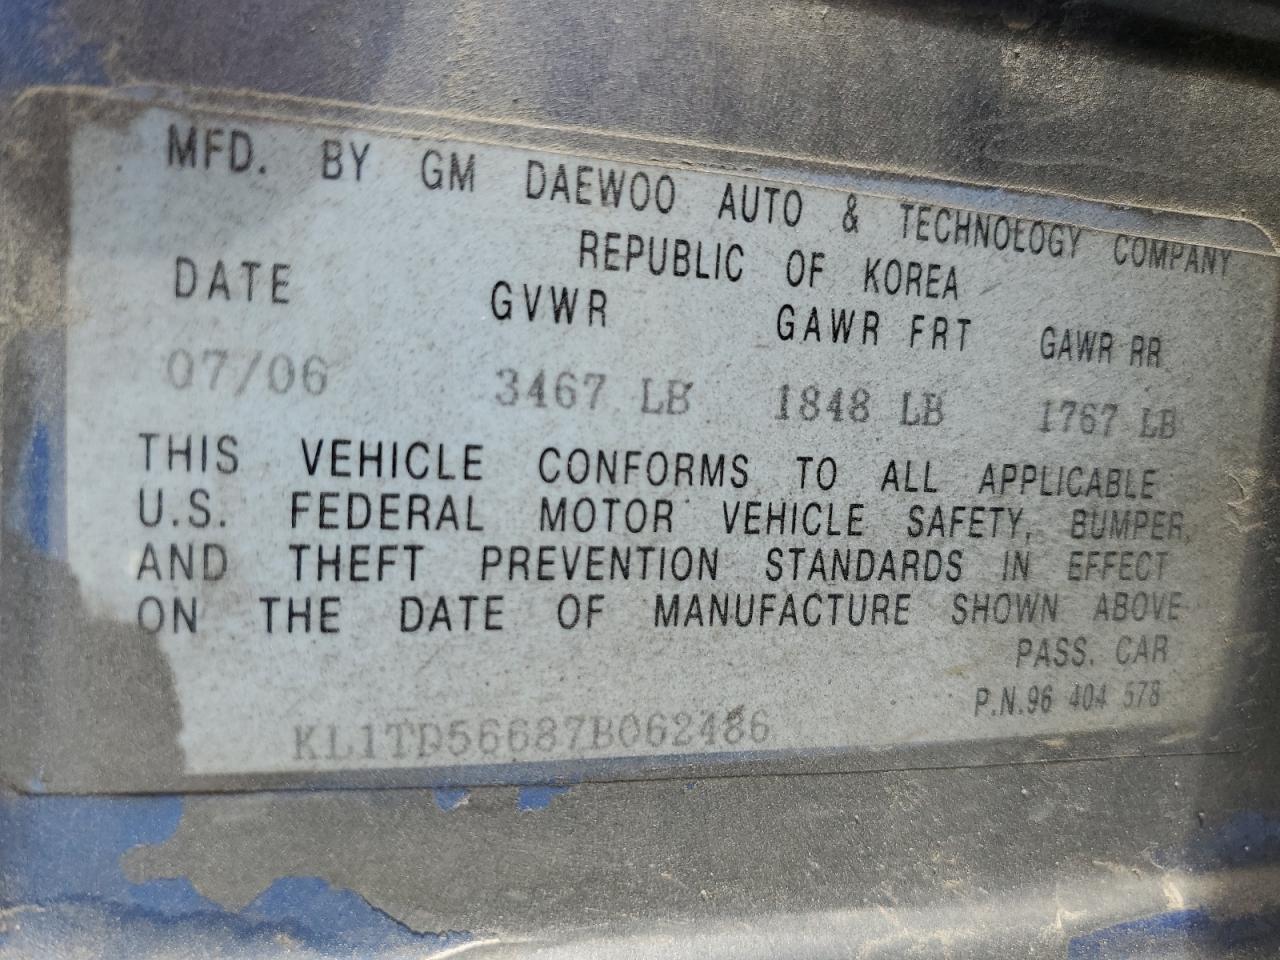 MFD. BY GM DAEWOO AUTO & TECHNOLOGY COMPANY
REPUBLIC OF KOREA
DATE GVWR GAWR FRT GAWR RR
07/06 3467 LB 1848 LB 1767 LB
THIS VEHICLE CONFORMS TO ALL APPLICABLE
U.S. FEDERAL MOTOR VEHICLE SAFETY, BUMPER,
AND THEFT PREVENTION STANDARDS IN EFFECT
ON THE DATE OF MANUFACTURE SHOWN ABOVE
PASS. CAR
P.N.96 404 578
KL1TD56687B062486